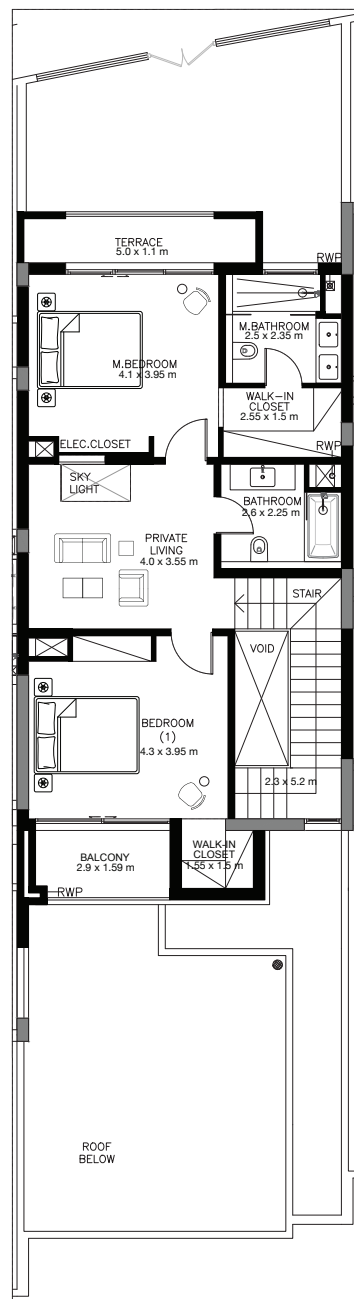 TERRACE
5.0 x 1.1 m
RWP
M.BATHROOM
2.5 x 2.35 m
M.BEDROOM
4.1 x 3.95 m
WALK-IN
CLOSET
2.55 x 1.5 m
ELEC.CLOSET
RWP
SKY
LIGHT
BATHROOM
2.6 x 2.25 m
PRIVATE
LIVING
4.0 x 3.55 m
STAIR
VOID
BEDROOM
(1)
4.3 x 3.95 m
2.3 x 5.2 m
WALK-IN
CLOSET
1.55 x 1.5 m
BALCONY
2.9 x 1.59 m
RWP
ROOF
BELOW